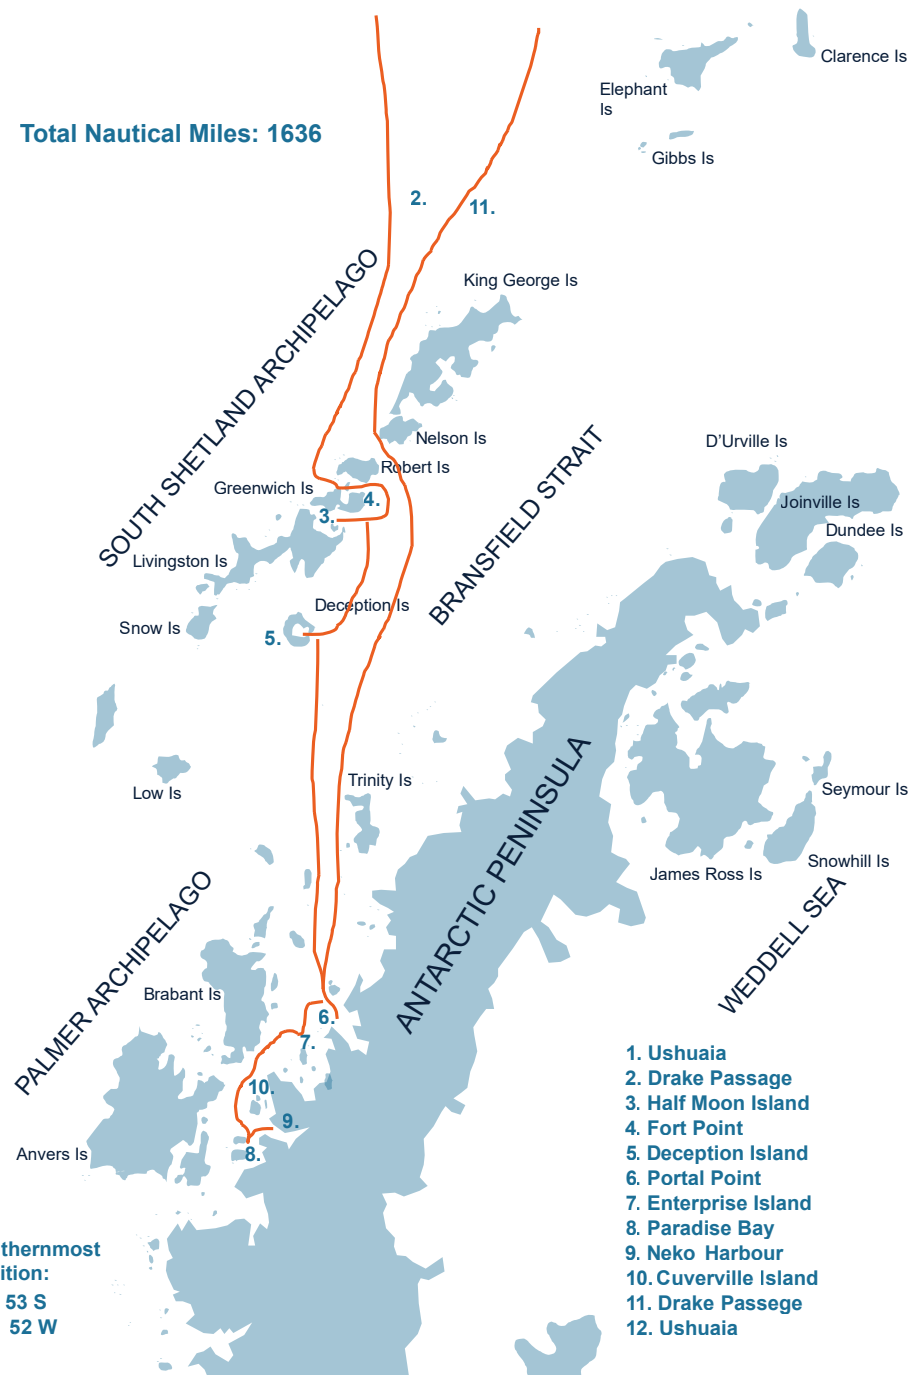 Clarence Is
Elephant
Is
Total Nautical Miles: 1636
Gibbs Is
2.
11.
SOUTH SHETLAND ARCHIPELAGO
King George Is
Nelson Is
D'Urville Is
Robert Is
Greenwich Is
4.
3.
Joinville Is
Dundee Is
BRANSFIELD STRAIT
Livingston Is
Deception Is
Snow Is
5.
Trinity Is
Low Is
Seymour Is
ANTARCTIC PENINSULA
Snowhill Is
James Ross Is
WEDDELL SEA
PALMER ARCHIPELAGO
Brabant Is
6.
7.
10.
9.
8.
Anvers Is
1. Ushuaia
2. Drake Passage
3. Half Moon Island
4. Fort Point
5. Deception Island
6. Portal Point
7. Enterprise Island
8. Paradise Bay
9. Neko Harbour
10. Cuverville Island
11. Drake Passege
12. Ushuaia
thernmost
ition:
53 S
52 W